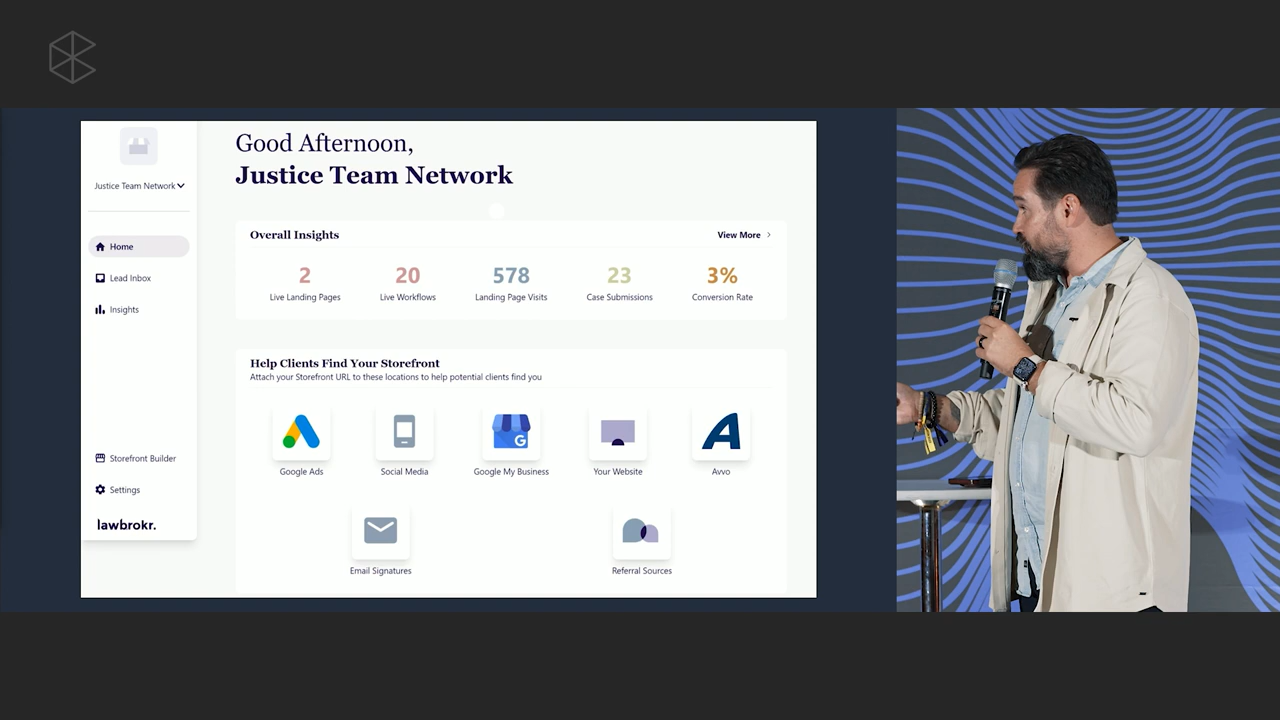 Good Afternoon,
Justice Team Network
Justice Team Network
Home
Lead Inbox
Insights
Storefront Builder
Settings
lawbrokr.
Overall Insights
View More
2
20
578
23
3%
Live Landing Pages
Live Workflows
Landing Page Visits
Case Submissions
Conversion Rate
Help Clients Find Your Storefront
Attach your Storefront URL to these locations to help potential clients find you
Google Ads
Social Media
Google My Business
Your Website
Avvo
Email Signatures
Referral Sources